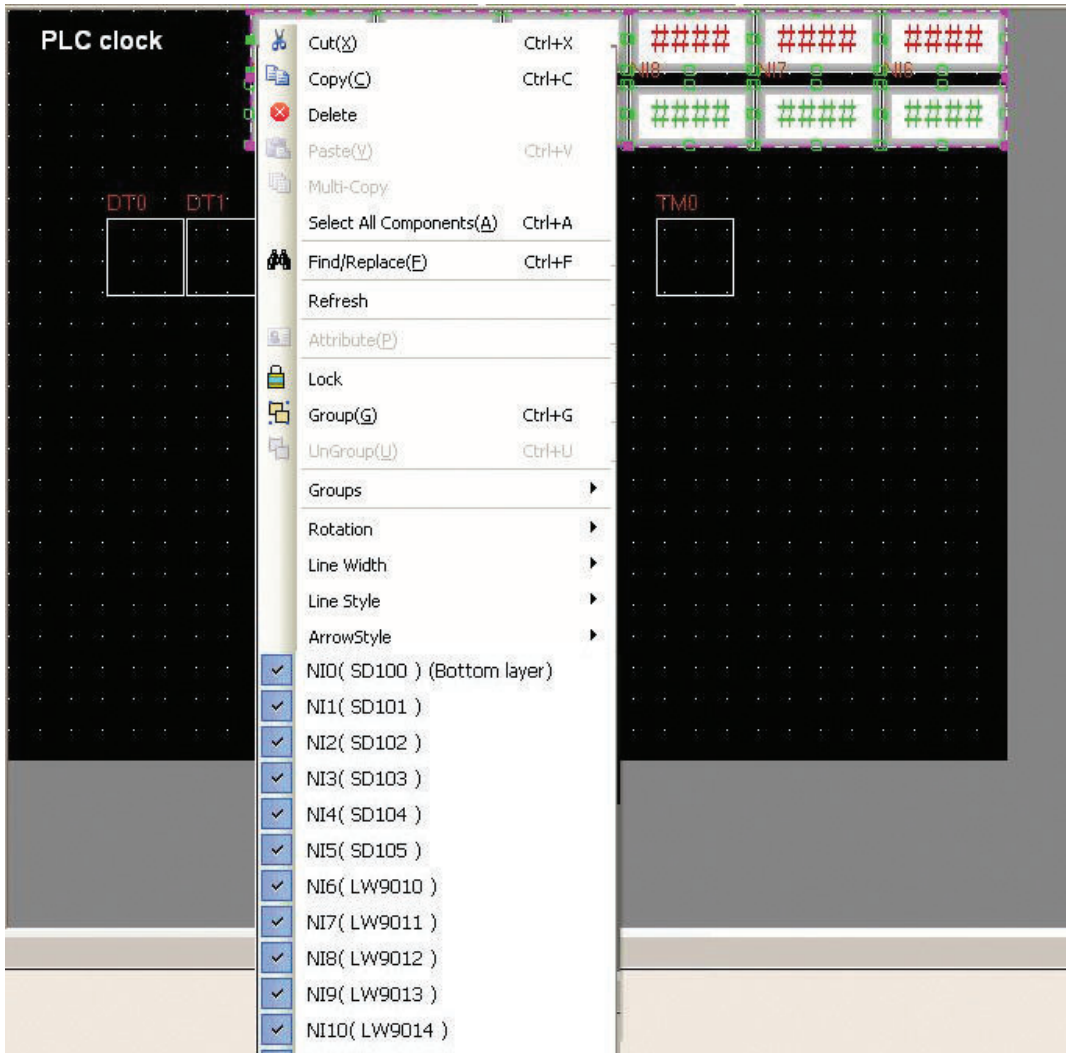 PLC clock
#### #### ####
NI8 NI7 NI6
#### #### ####
DT0 DT1 TM0
Cut(X) Ctrl+X
Copy(C) Ctrl+C
Delete
Paste(V) Ctrl+V
Multi-Copy
Select All Components(A) Ctrl+A
Find/Replace(F) Ctrl+F
Refresh
Attribute(P)
Lock
Group(G) Ctrl+G
UnGroup(U) Ctrl+U
Groups
Rotation
Line Width
Line Style
ArrowStyle
NI0( SD100 ) (Bottom layer)
NI1( SD101 )
NI2( SD102 )
NI3( SD103 )
NI4( SD104 )
NI5( SD105 )
NI6( LW9010 )
NI7( LW9011 )
NI8( LW9012 )
NI9( LW9013 )
NI10( LW9014 )